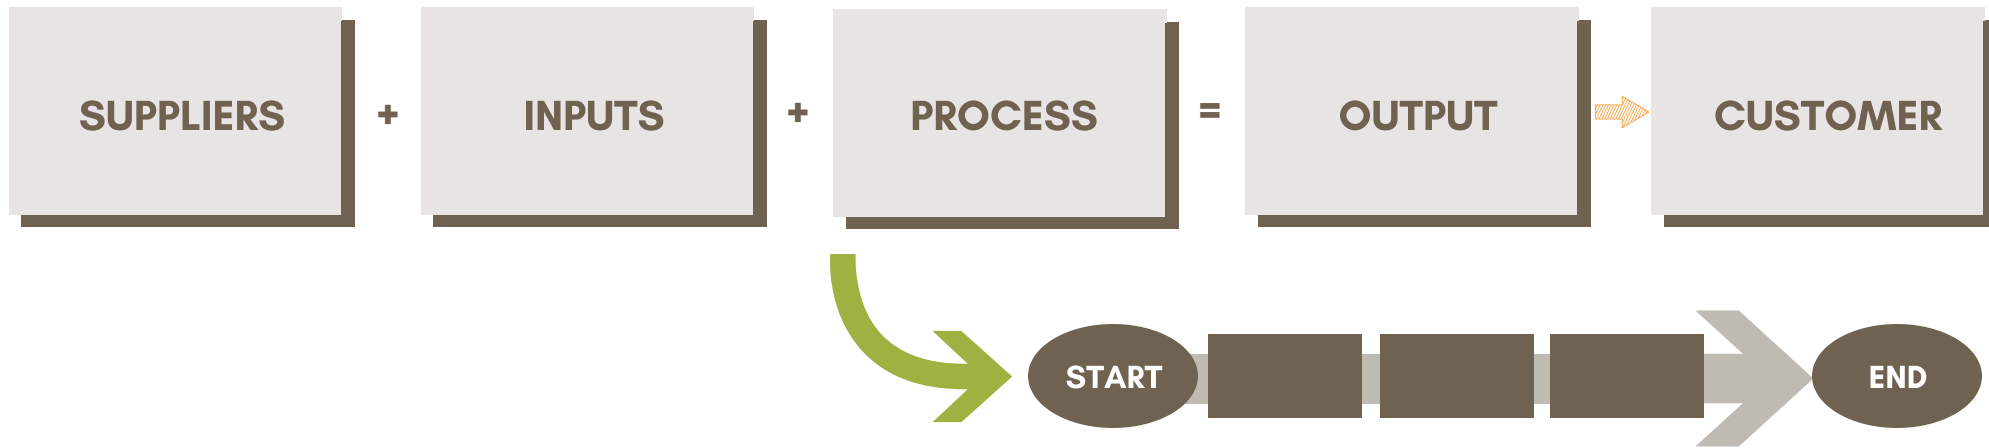 SUPPLIERS + INPUTS + PROCESS = OUTPUT CUSTOMER
START END